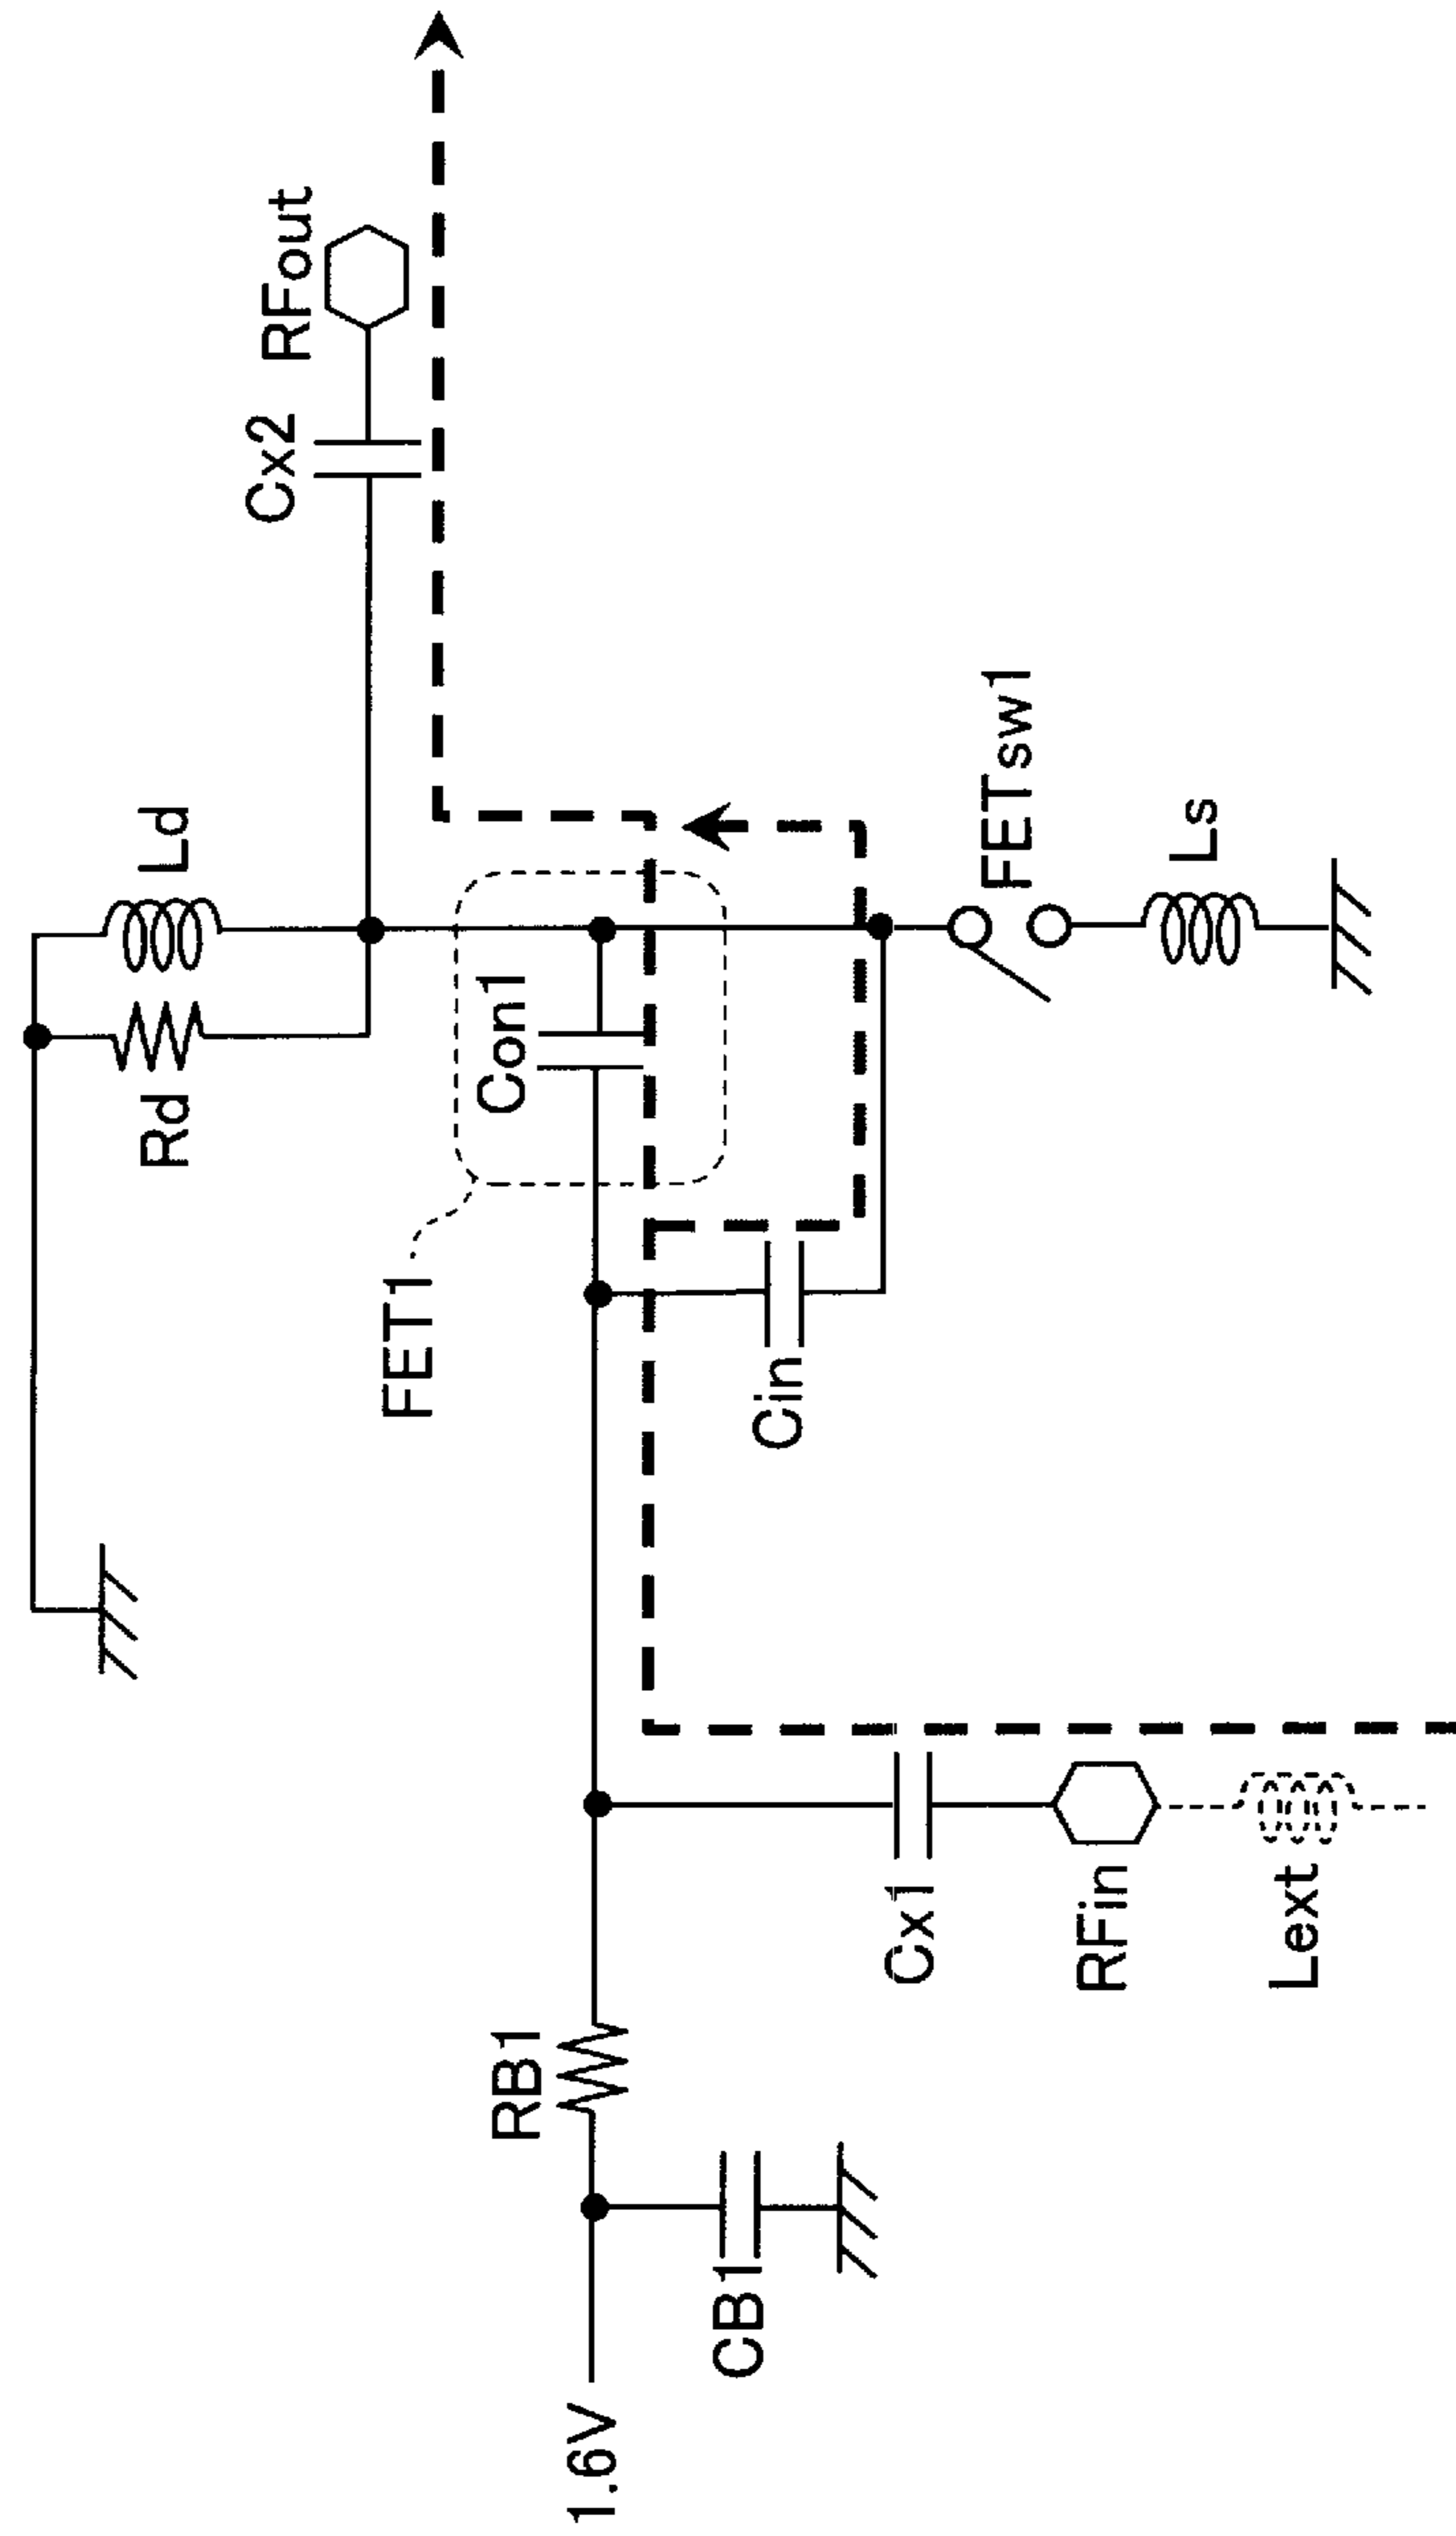 Rd
Ld
Cx2
RFout
FET1
Con1
Cin
FETsw1
Ls
1.6V
RB1
CB1
Cx1
RFin
Lext